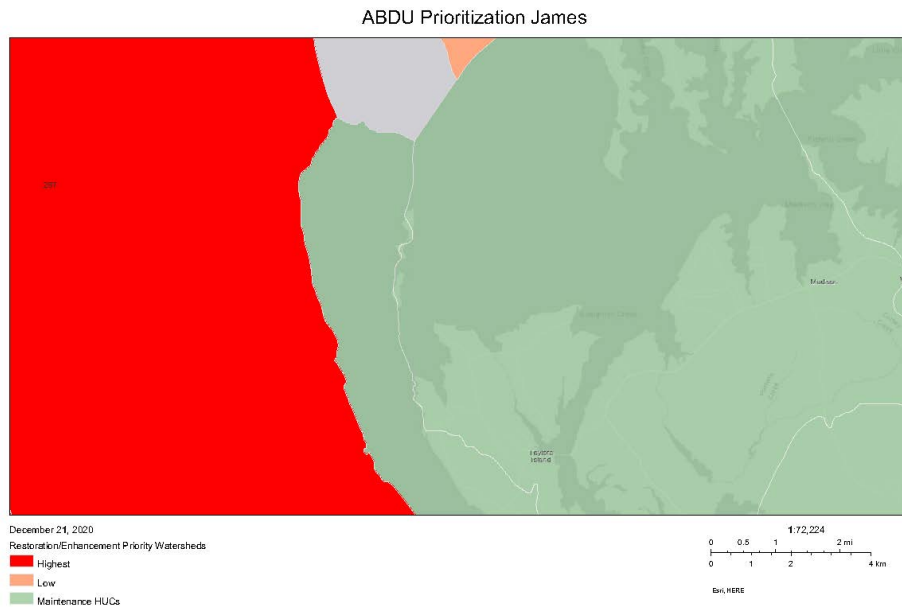 ABDU Prioritization James
Madison
December 21, 2020
1:72,224
Restoration/Enhancement Priority Watersheds
Highest
Low
Maintenance HUCs
0 0.5 1 2 mi
0 1 2 4 km
Esri, HERE